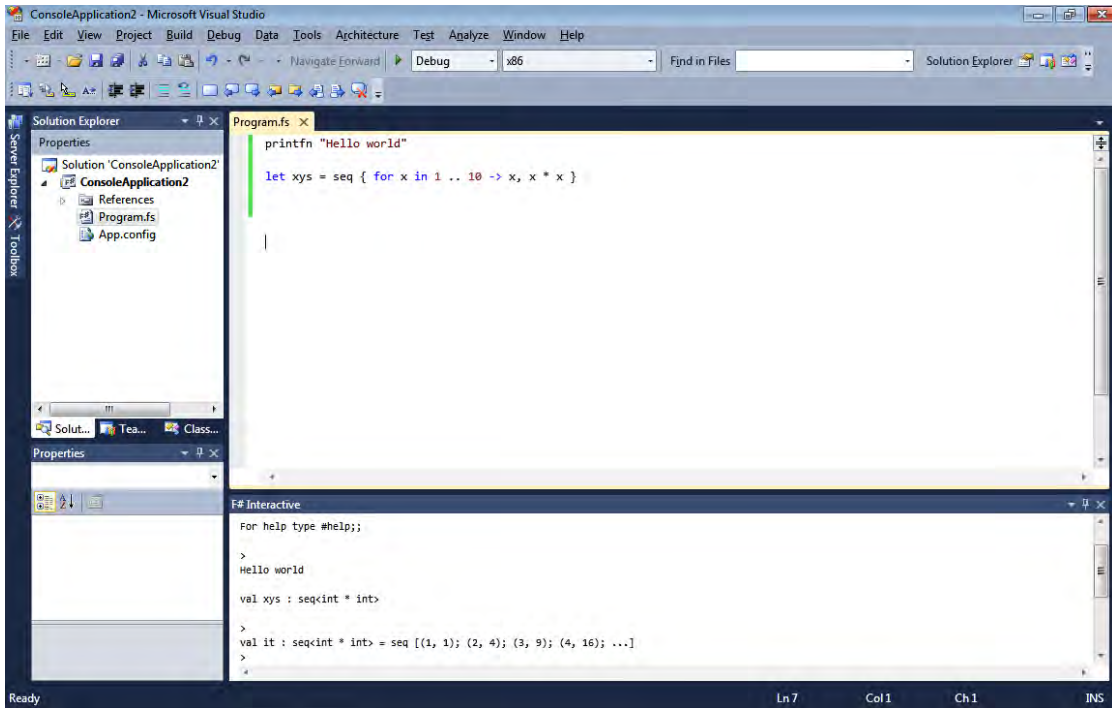 ConsoleApplication2 - Microsoft Visual Studio
File Edit View Project Build Debug Data Tools Architecture Test Analyze Window Help
Navigate Forward Debug x86 Find in Files Solution Explorer
Server Explorer
Toolbox
Solution Explorer
Properties
Solution 'ConsoleApplication2'
ConsoleApplication2
References
Program.fs
App.config
Solut... Tea... Class...
Properties
Program.fs
printfn "Hello world"
let xys = seq { for x in 1 .. 10 -> x, x * x }
F# Interactive
For help type #help;;
>
Hello world
val xys : seq<int * int>
>
val it : seq<int * int> = seq [(1, 1); (2, 4); (3, 9); (4, 16); ...]
>
Ready Ln 7 Col 1 Ch 1 INS